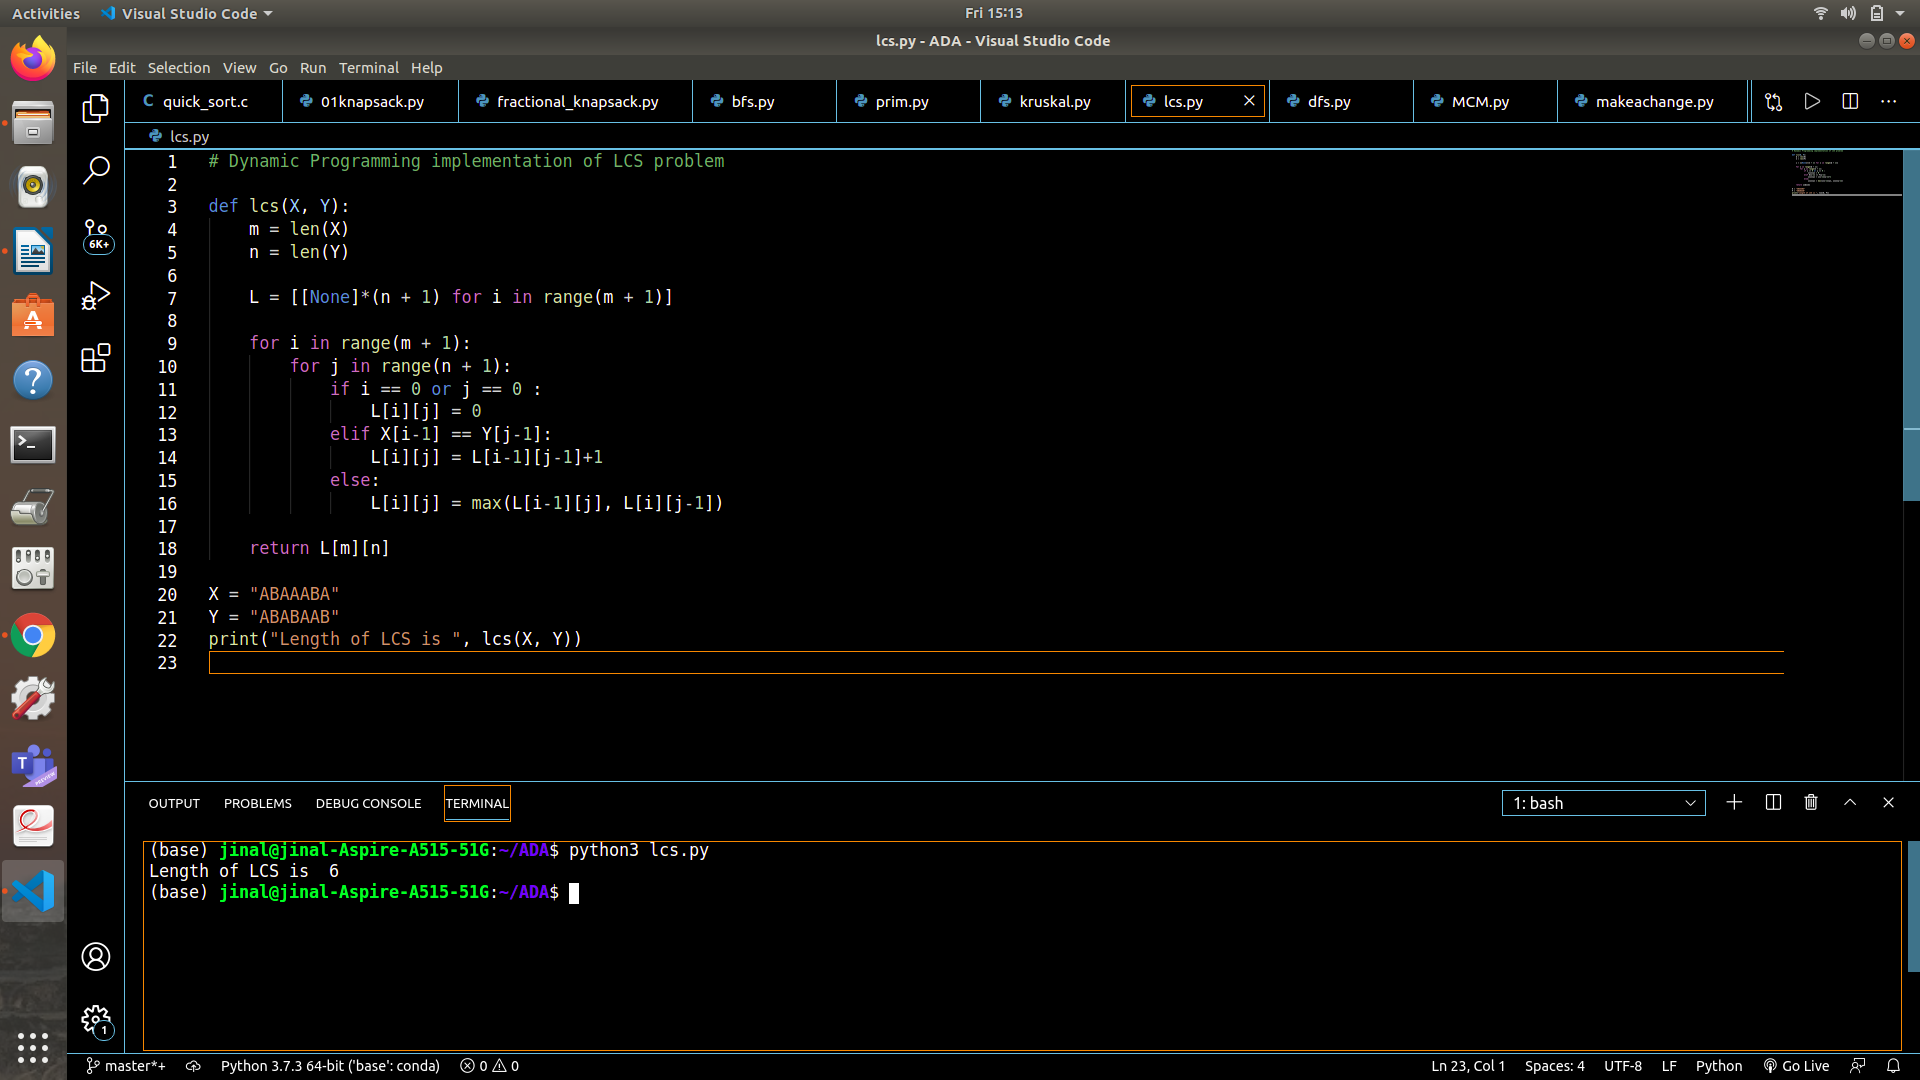 Activities Visual Studio Code Fri 15:13
lcs.py - ADA - Visual Studio Code
File Edit Selection View Go Run Terminal Help
C quick_sort.c 01knapsack.py fractional_knapsack.py bfs.py prim.py kruskal.py lcs.py dfs.py MCM.py makeachange.py
lcs.py
6K+
1 # Dynamic Programming implementation of LCS problem
2
3 def lcs(X, Y):
4     m = len(X)
5     n = len(Y)
6
7     L = [[None]*(n + 1) for i in range(m + 1)]
8
9     for i in range(m + 1):
10         for j in range(n + 1):
11             if i == 0 or j == 0 :
12                 L[i][j] = 0
13             elif X[i-1] == Y[j-1]:
14                 L[i][j] = L[i-1][j-1]+1
15             else:
16                 L[i][j] = max(L[i-1][j], L[i][j-1])
17
18     return L[m][n]
19
20 X = "ABAAABA"
21 Y = "ABABAAB"
22 print("Length of LCS is ", lcs(X, Y))
23
OUTPUT PROBLEMS DEBUG CONSOLE TERMINAL 1: bash
(base) jinal@jinal-Aspire-A515-51G:~/ADA$ python3 lcs.py
Length of LCS is  6
(base) jinal@jinal-Aspire-A515-51G:~/ADA$
1
master*+ Python 3.7.3 64-bit ('base': conda) 0 0 Ln 23, Col 1 Spaces: 4 UTF-8 LF Python Go Live